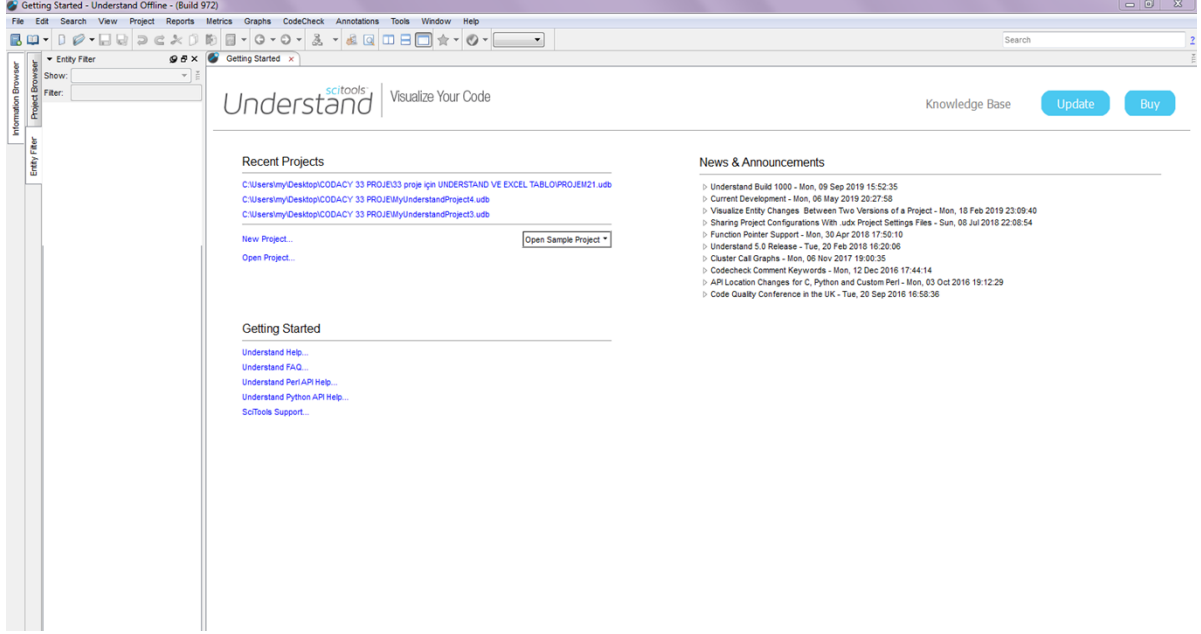 Getting Started - Understand Offline - (Build 972)
File Edit Search View Project Reports Metrics Graphs CodeCheck Annotations Tools Window Help
Search
?
Information Browser
Project Browser
Entity Filter
Entity Filter
Show:
Filter:
Getting Started
scitools
Understand
Visualize Your Code
Knowledge Base
Update
Buy
Recent Projects
C:\Users\my\Desktop\CODACY 33 PROJE\33 proje için UNDERSTAND VE EXCEL TABLO\PROJEM21.udb
C:\Users\my\Desktop\CODACY 33 PROJE\MyUnderstandProject4.udb
C:\Users\my\Desktop\CODACY 33 PROJE\MyUnderstandProject3.udb
New Project...
Open Sample Project
Open Project...
Getting Started
Understand Help...
Understand FAQ...
Understand Perl API Help...
Understand Python API Help...
SciTools Support...
News & Announcements
Understand Build 1000 - Mon, 09 Sep 2019 15:52:35
Current Development - Mon, 06 May 2019 20:27:58
Visualize Entity Changes Between Two Versions of a Project - Mon, 18 Feb 2019 23:09:40
Sharing Project Configurations With .udx Project Settings Files - Sun, 08 Jul 2018 22:08:54
Function Pointer Support - Mon, 30 Apr 2018 17:50:10
Understand 5.0 Release - Tue, 20 Feb 2018 16:20:06
Cluster Call Graphs - Mon, 06 Nov 2017 19:00:35
Codecheck Comment Keywords - Mon, 12 Dec 2016 17:44:14
API Location Changes for C, Python and Custom Perl - Mon, 03 Oct 2016 19:12:29
Code Quality Conference in the UK - Tue, 20 Sep 2016 16:58:36